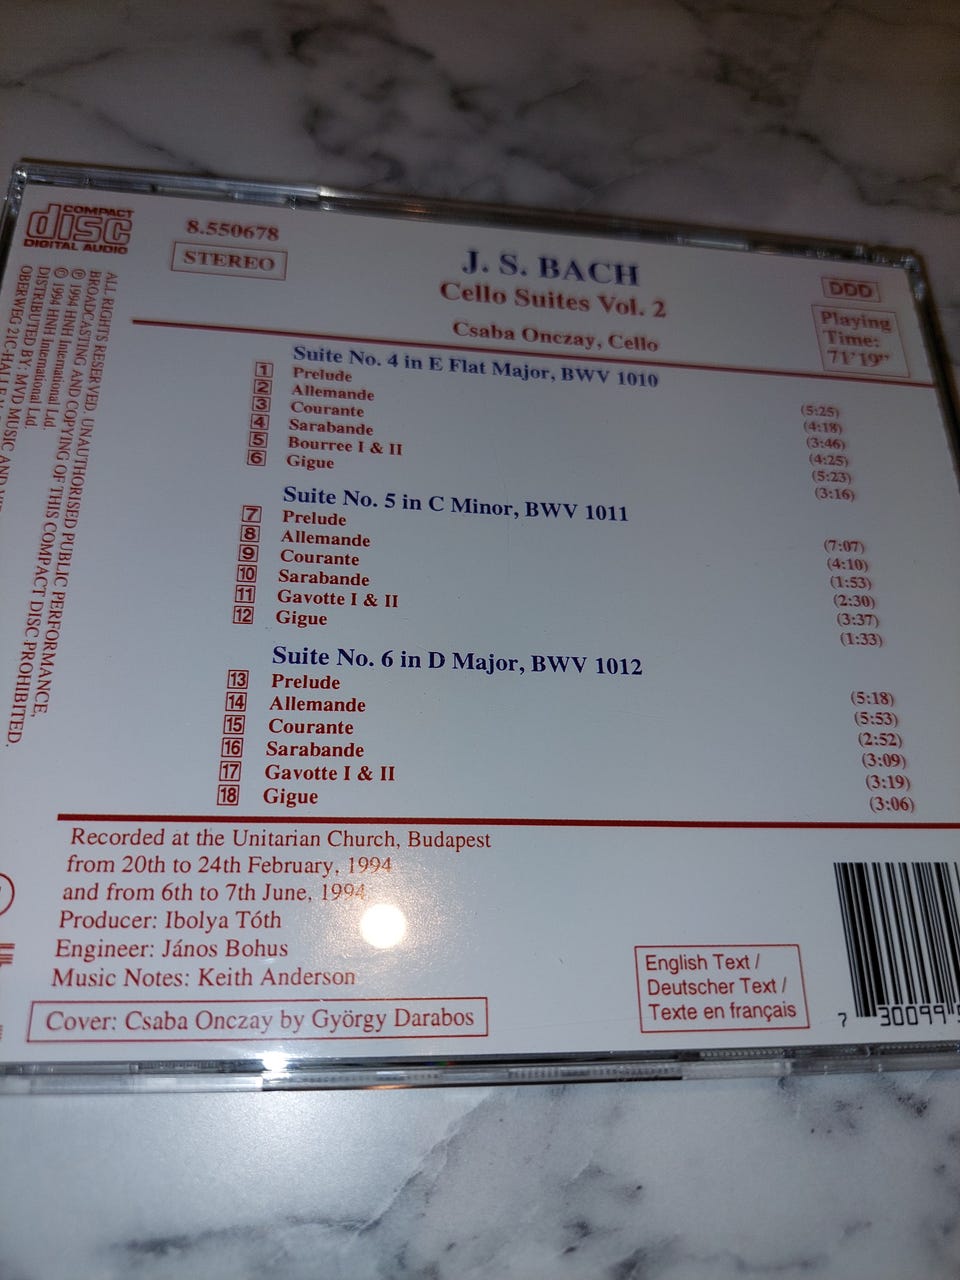 COMPACT
disc
DIGITAL AUDIO
8.550678
STEREO
J. S. BACH
Cello Suites Vol. 2
Csaba Onczay, Cello
DDD
Playing
Time:
71'19"
Suite No. 4 in E Flat Major, BWV 1010
1 Prelude (5:25)
2 Allemande (4:18)
3 Courante (3:46)
4 Sarabande (4:25)
5 Bourree I & II (5:23)
6 Gigue (3:16)
Suite No. 5 in C Minor, BWV 1011
7 Prelude (7:07)
8 Allemande (4:10)
9 Courante (1:53)
10 Sarabande (2:30)
11 Gavotte I & II (3:37)
12 Gigue (1:33)
Suite No. 6 in D Major, BWV 1012
13 Prelude (5:18)
14 Allemande (5:53)
15 Courante (2:52)
16 Sarabande (3:09)
17 Gavotte I & II (3:19)
18 Gigue (3:06)
Recorded at the Unitarian Church, Budapest
from 20th to 24th February, 1994
and from 6th to 7th June, 1994
Producer: Ibolya Tóth
Engineer: János Bohus
Music Notes: Keith Anderson
Cover: Csaba Onczay by György Darabos
English Text /
Deutscher Text /
Texte en français
7 30099
ALL RIGHTS RESERVED. UNAUTHORISED PUBLIC PERFORMANCE,
BROADCASTING AND COPYING OF THIS COMPACT DISC PROHIBITED.
℗ 1994 HNH International Ltd.
© 1994 HNH International Ltd.
DISTRIBUTED BY: MVD MUSIC AND
OBERWEG 21C-HALLE V